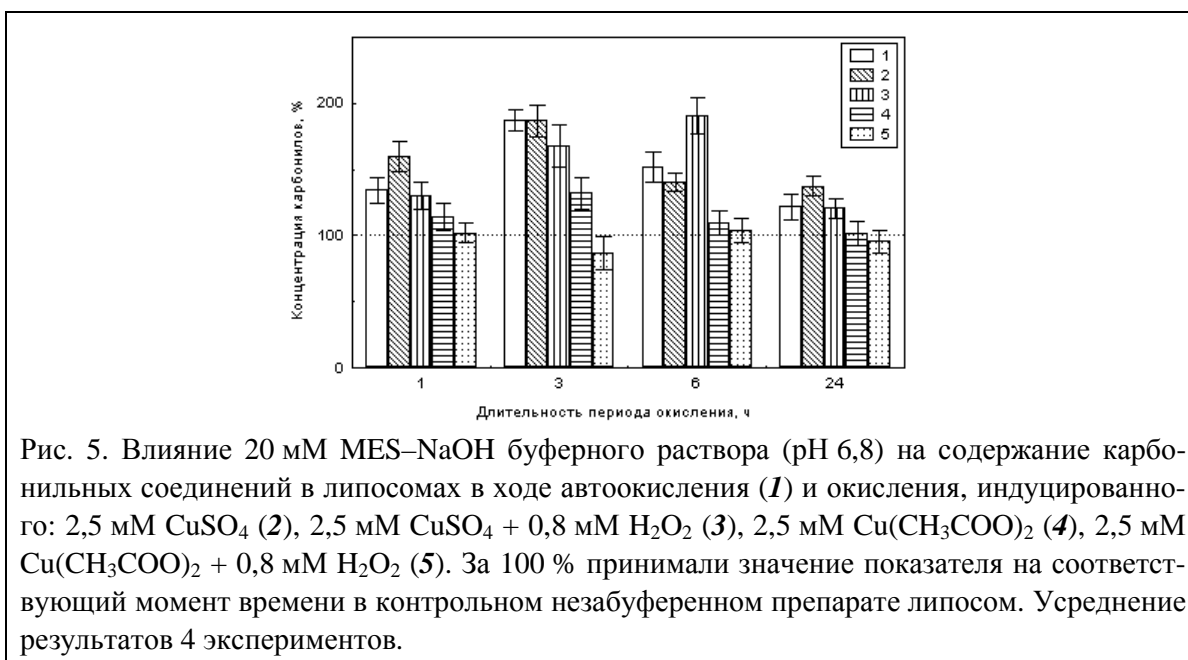 1
2
3
4
5
Концентрация карбонилов, %
200
100
0
1 3 6 24
Длительность периода окисления, ч
Рис. 5. Влияние 20 мМ MES–NaOH буферного раствора (pH 6,8) на содержание карбо-
нильных соединений в липосомах в ходе автоокисления (1) и окисления, индуцированно-
го: 2,5 мМ CuSO₄ (2), 2,5 мМ CuSO₄ + 0,8 мМ H₂O₂ (3), 2,5 мМ Cu(CH₃COO)₂ (4), 2,5 мМ
Cu(CH₃COO)₂ + 0,8 мМ H₂O₂ (5). За 100 % принимали значение показателя на соответст-
вующий момент времени в контрольном незабуференном препарате липосом. Усреднение
результатов 4 экспериментов.